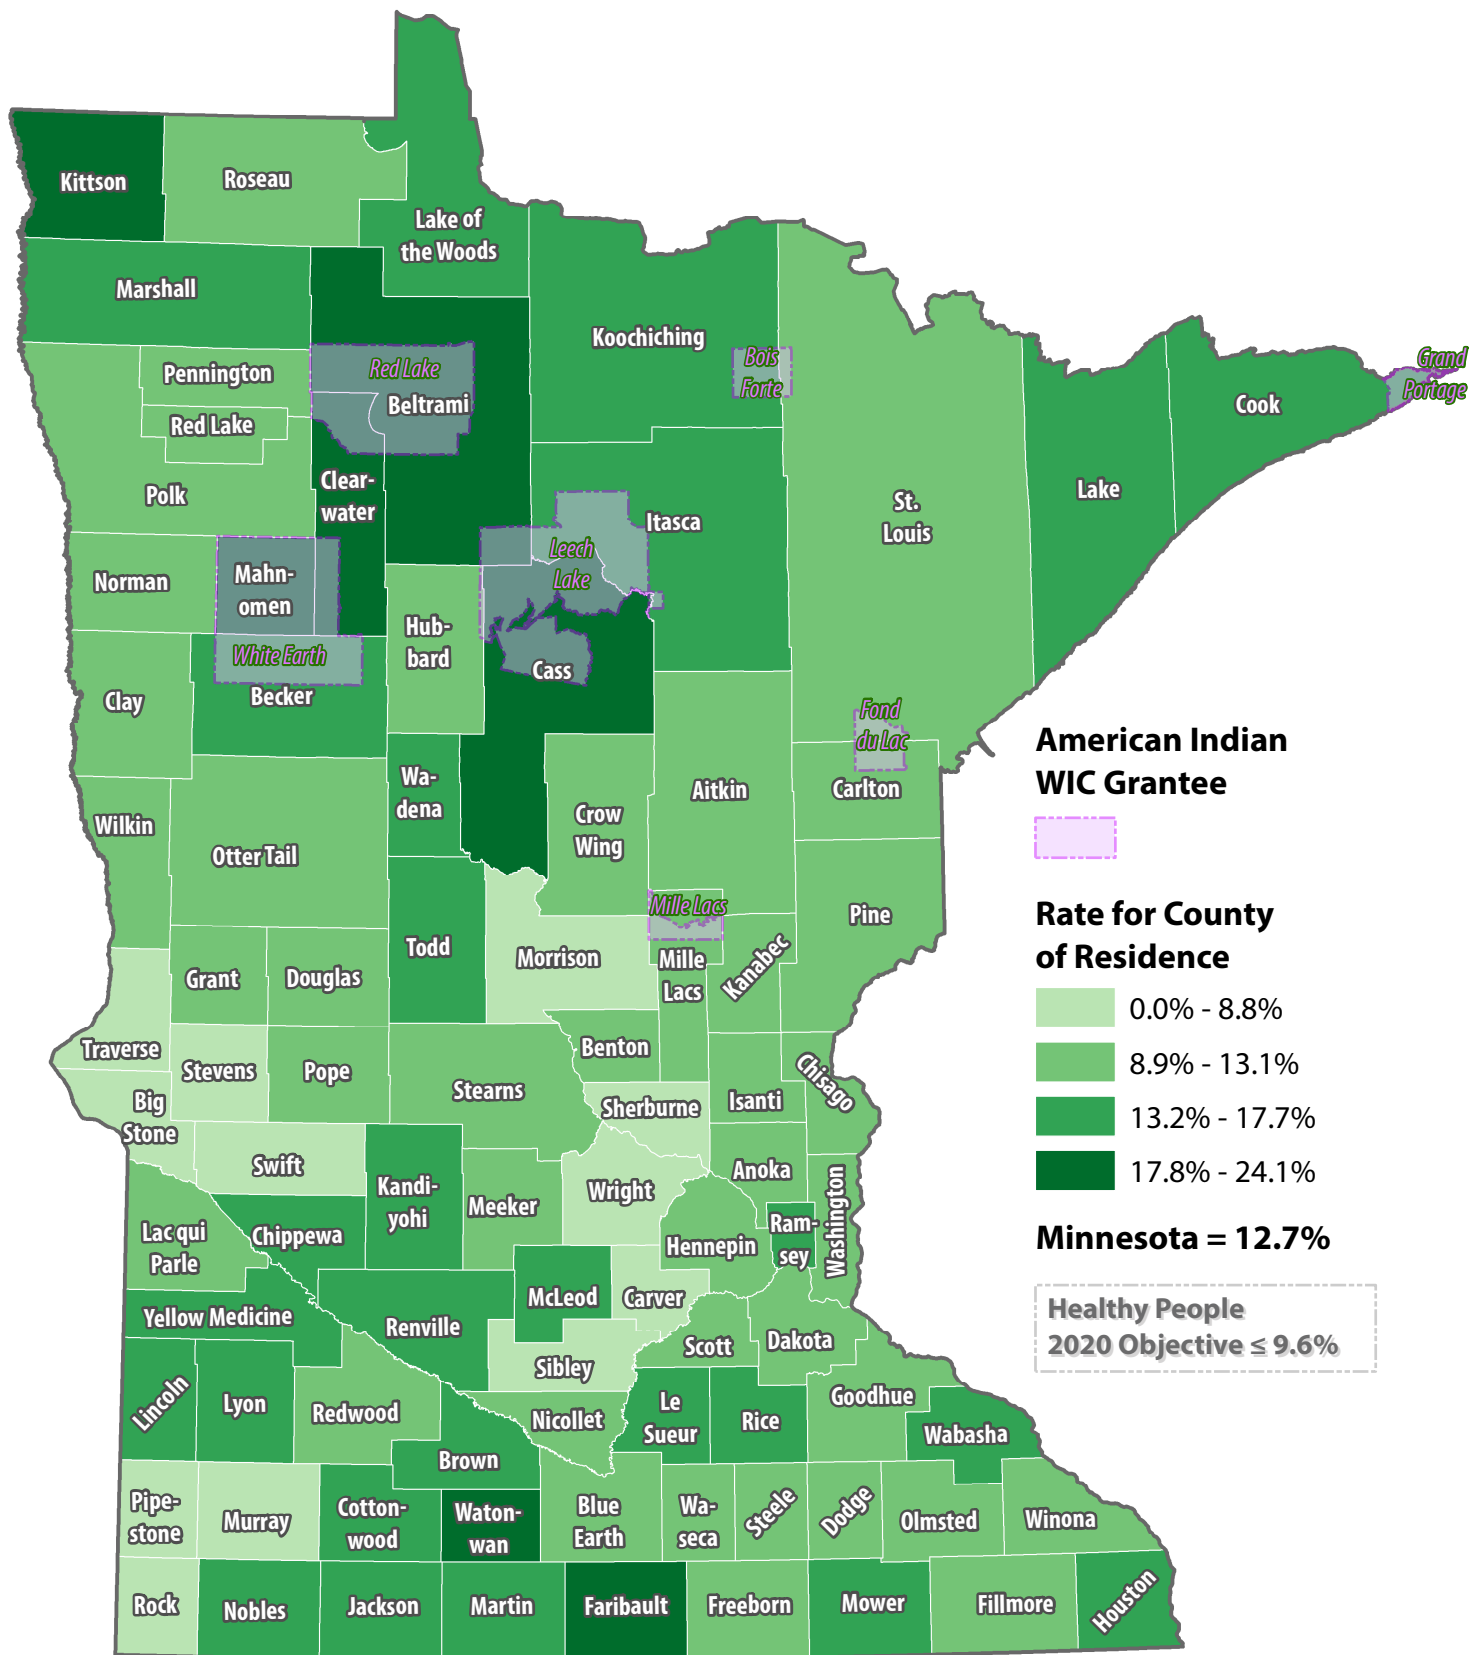 Kittson
Roseau
Lake of
the Woods
Marshall
Koochiching
Pennington
Red Lake
Beltrami
Bois
Forte
Grand
Portage
Red Lake
Cook
Polk
Clear-
water
Itasca
St.
Louis
Lake
Norman
Mahn-
omen
Leech
Lake
Hub-
bard
White Earth
Cass
Clay
Becker
Fond
du Lac
Wa-
dena
Aitkin
Carlton
Wilkin
Otter Tail
Crow
Wing
Mille Lacs
Pine
Grant
Douglas
Todd
Morrison
Mille
Lacs
Kanabec
Traverse
Stevens
Pope
Stearns
Benton
Sherburne
Isanti
Chisago
Big
Stone
Swift
Kandi-
yohi
Meeker
Wright
Anoka
Washington
Lac qui
Parle
Chippewa
Hennepin
Ram-
sey
Yellow Medicine
Renville
McLeod
Carver
Scott
Dakota
Sibley
Lincoln
Lyon
Redwood
Nicollet
Le
Sueur
Rice
Goodhue
Wabasha
Brown
Pipe-
stone
Murray
Cotton-
wood
Waton-
wan
Blue
Earth
Wa-
seca
Steele
Dodge
Olmsted
Winona
Rock
Nobles
Jackson
Martin
Faribault
Freeborn
Mower
Fillmore
Houston
American Indian
WIC Grantee
Rate for County
of Residence
0.0% - 8.8%
8.9% - 13.1%
13.2% - 17.7%
17.8% - 24.1%
Minnesota = 12.7%
Healthy People
2020 Objective ≤ 9.6%